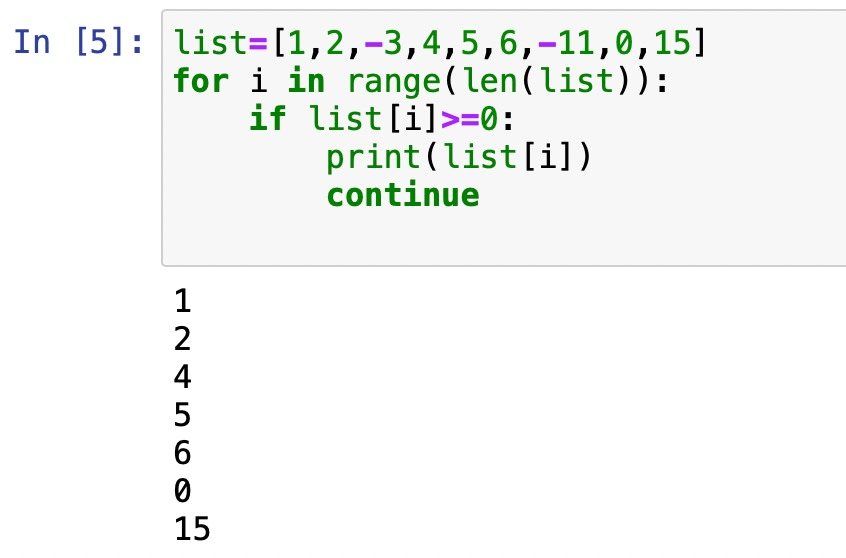 In [5]: list=[1,2,-3,4,5,6,-11,0,15]
for i in range(len(list)):
    if list[i]>=0:
        print(list[i])
        continue
1
2
4
5
6
0
15